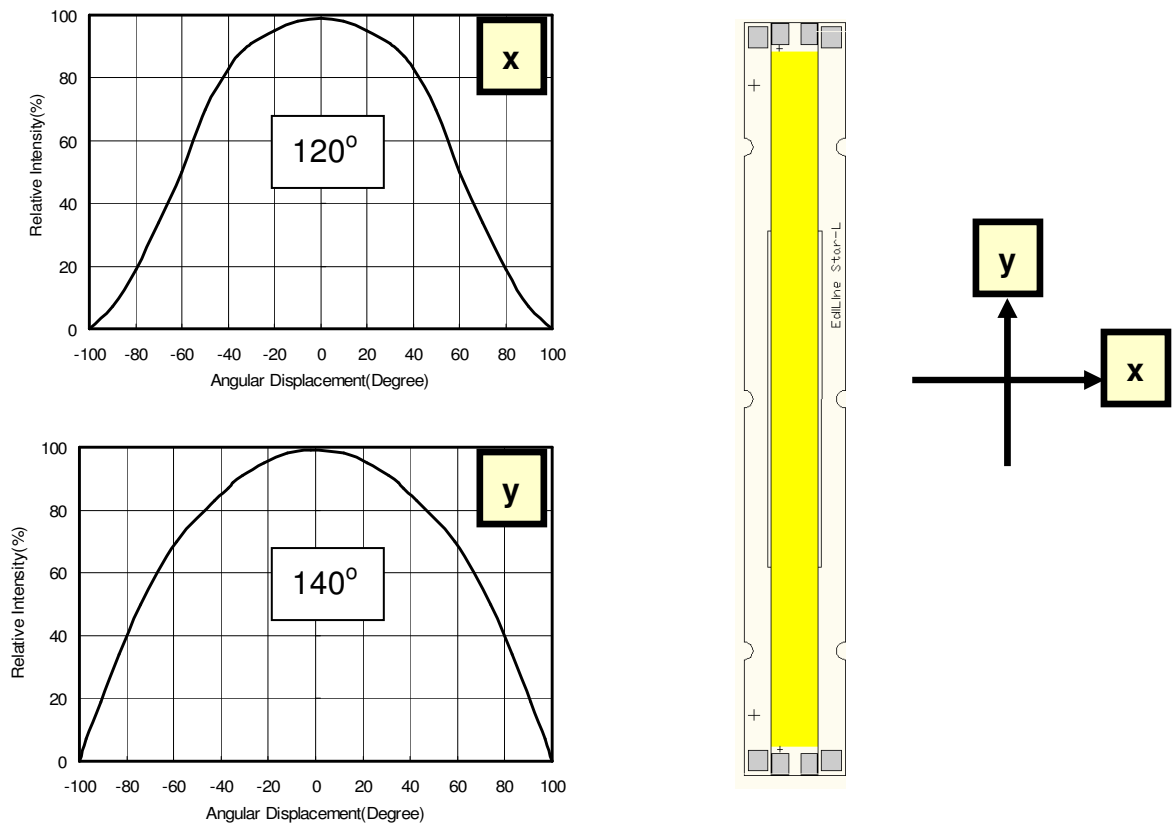 100
80
60
40
20
0
Relative Intensity(%)
x
120°
-100 -80 -60 -40 -20 0 20 40 60 80 100
Angular Displacement(Degree)
100
80
60
40
20
0
Relative Intensity(%)
y
140°
-100 -80 -60 -40 -20 0 20 40 60 80 100
Angular Displacement(Degree)
EdiLine Star-L
y
x